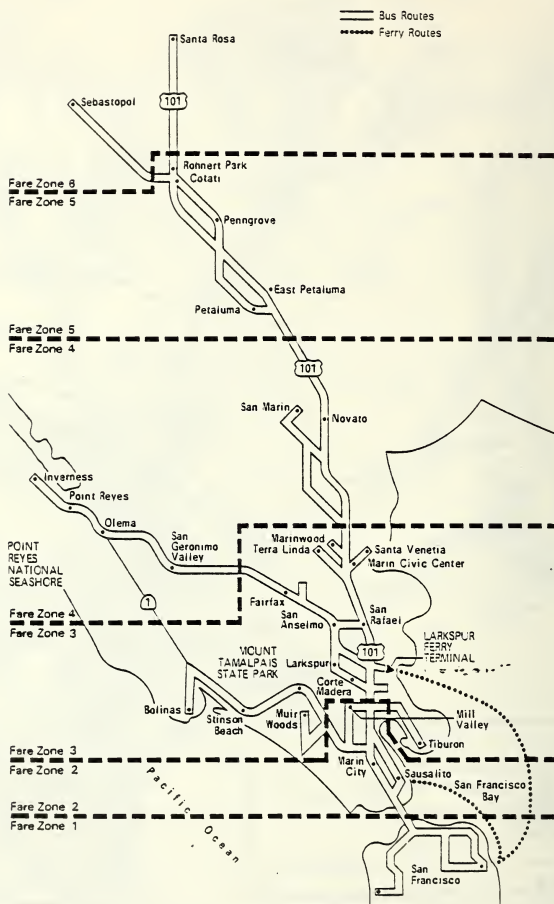 Bus Routes
Ferry Routes
Santa Rosa
101
Sebastopol
Rohnert Park
Cotati
Fare Zone 6
Fare Zone 5
Penngrove
East Petaluma
Petaluma
Fare Zone 5
Fare Zone 4
101
San Marin
Novato
Inverness
Point Reyes
Olema
San
Geronimo
Valley
Marinwood
Terra Linda
Santa Venetia
Marin Civic Center
POINT
REYES
NATIONAL
SEASHORE
1
Fairfax
San
Anselmo
San
Rafael
Fare Zone 4
Fare Zone 3
MOUNT
TAMALPAIS
STATE PARK
Larkspur
101
LARKSPUR
FERRY
TERMINAL
Corte
Madera
Bolinas
Stinson
Beach
Muir
Woods
Mill
Valley
Tiburon
Fare Zone 3
Fare Zone 2
Marin
City
Sausalito
San Francisco
Bay
Pacific Ocean
Fare Zone 2
Fare Zone 1
San
Francisco